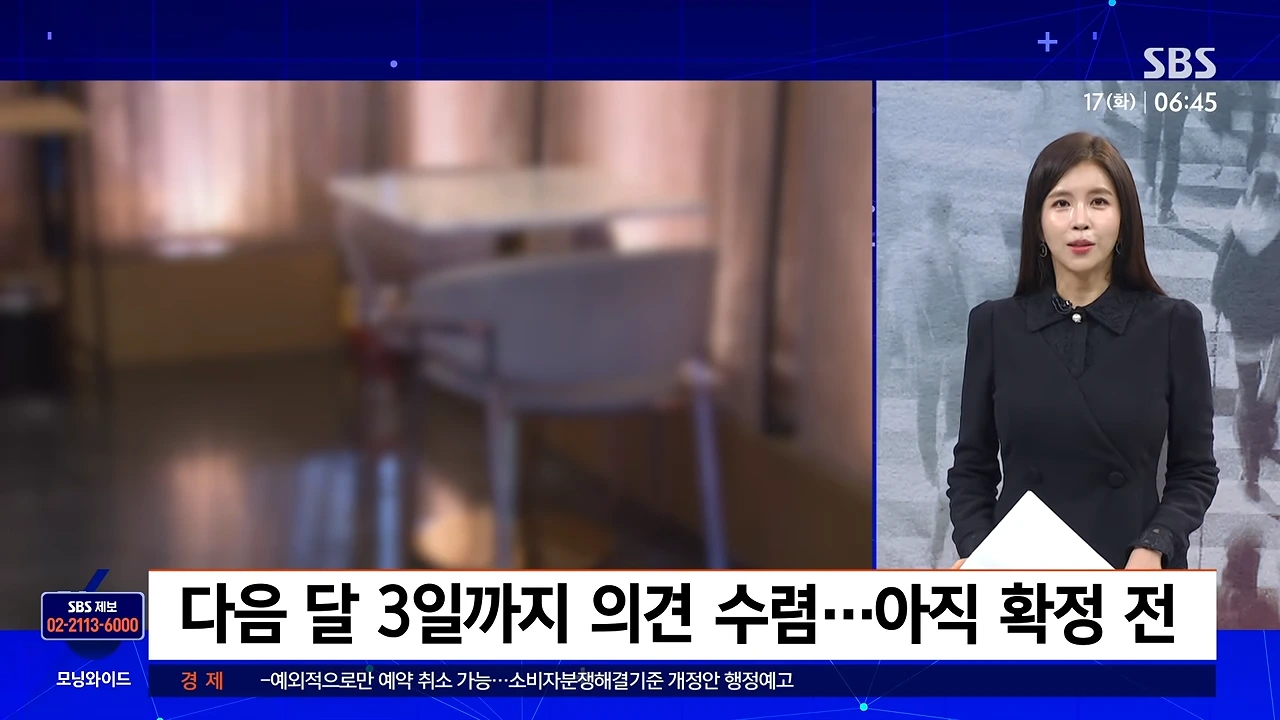 SBS
17(화) 06:45
다음 달 3일까지 의견 수렴…아직 확정 전
SBS 제보
02-2113-6000
모닝와이드
경제 -예외적으로만 예약 취소 가능…소비자분쟁해결기준 개정안 행정예고